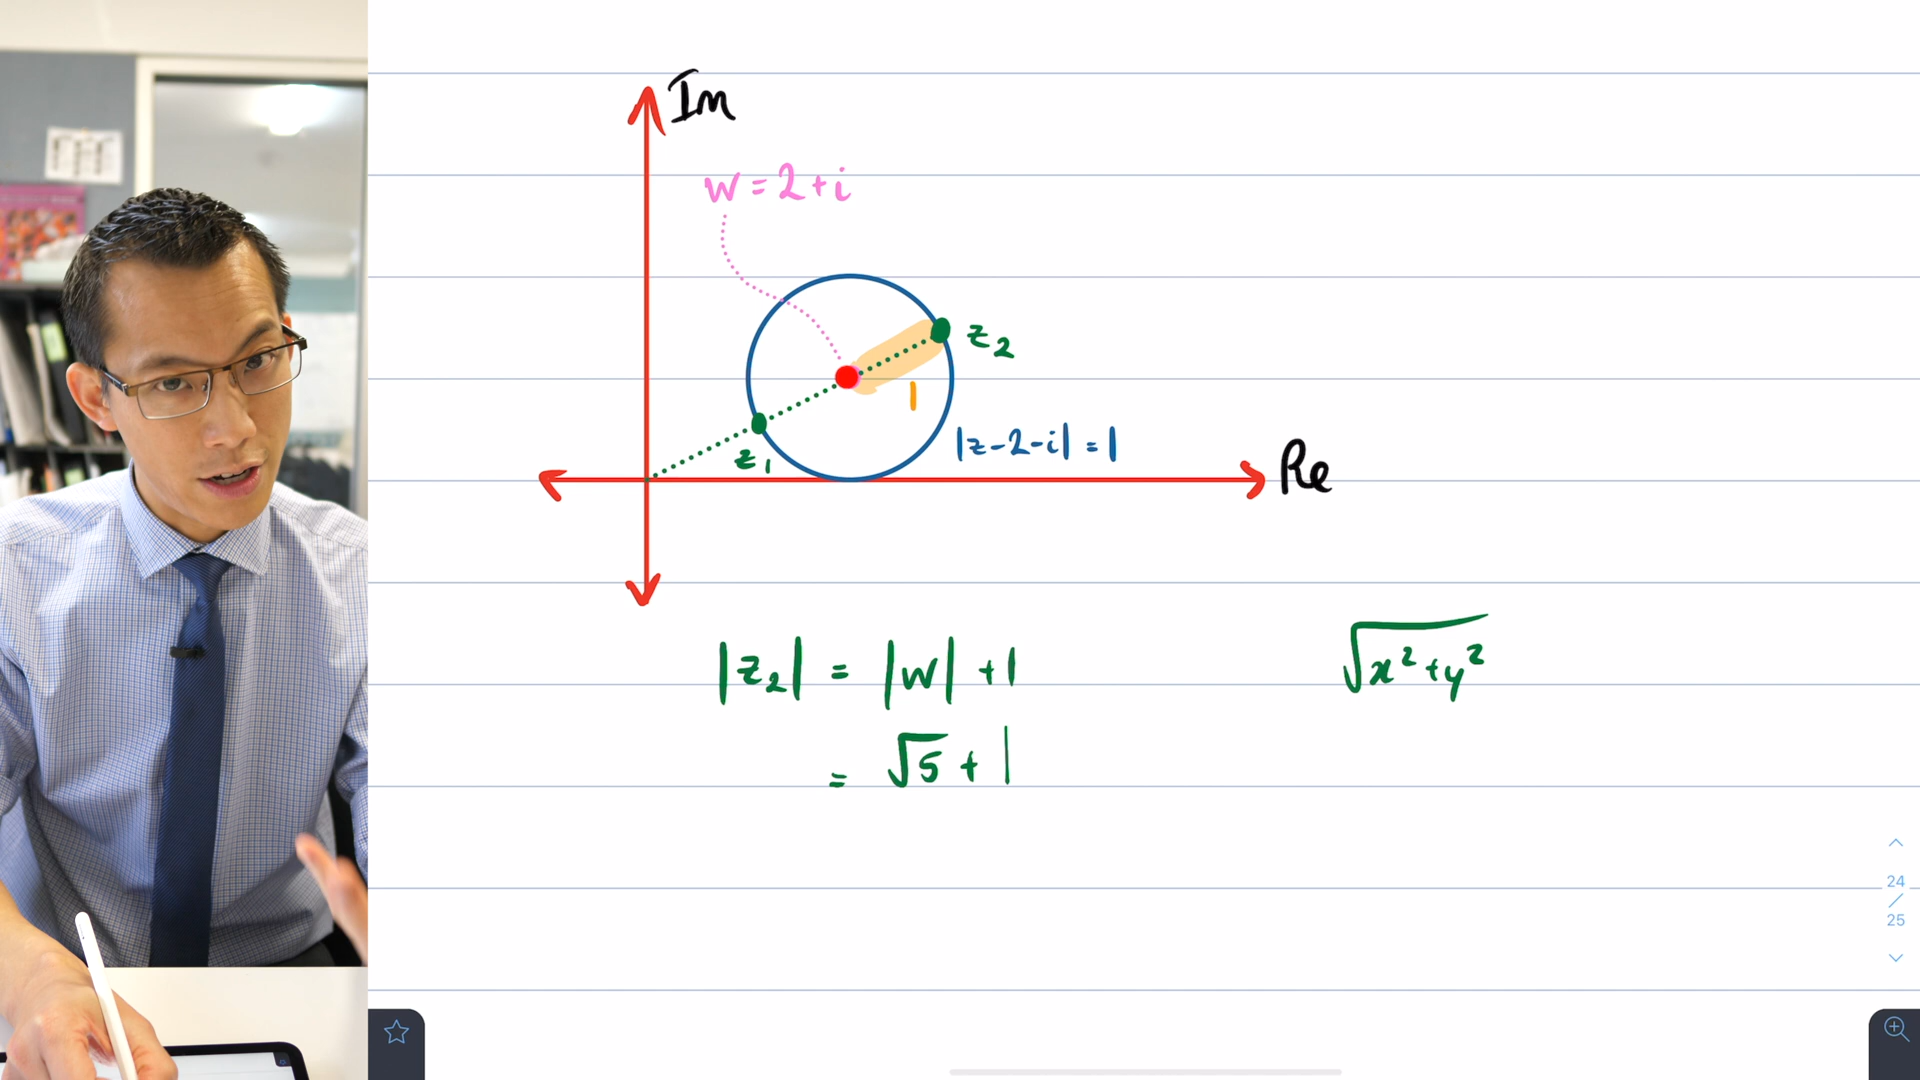 Im
w = 2 + i
z₂
1
z₁
|z - 2 - i| = 1
Re
|z₂| = |w| + 1
√x² + y²
= √5 + 1
24
/
25